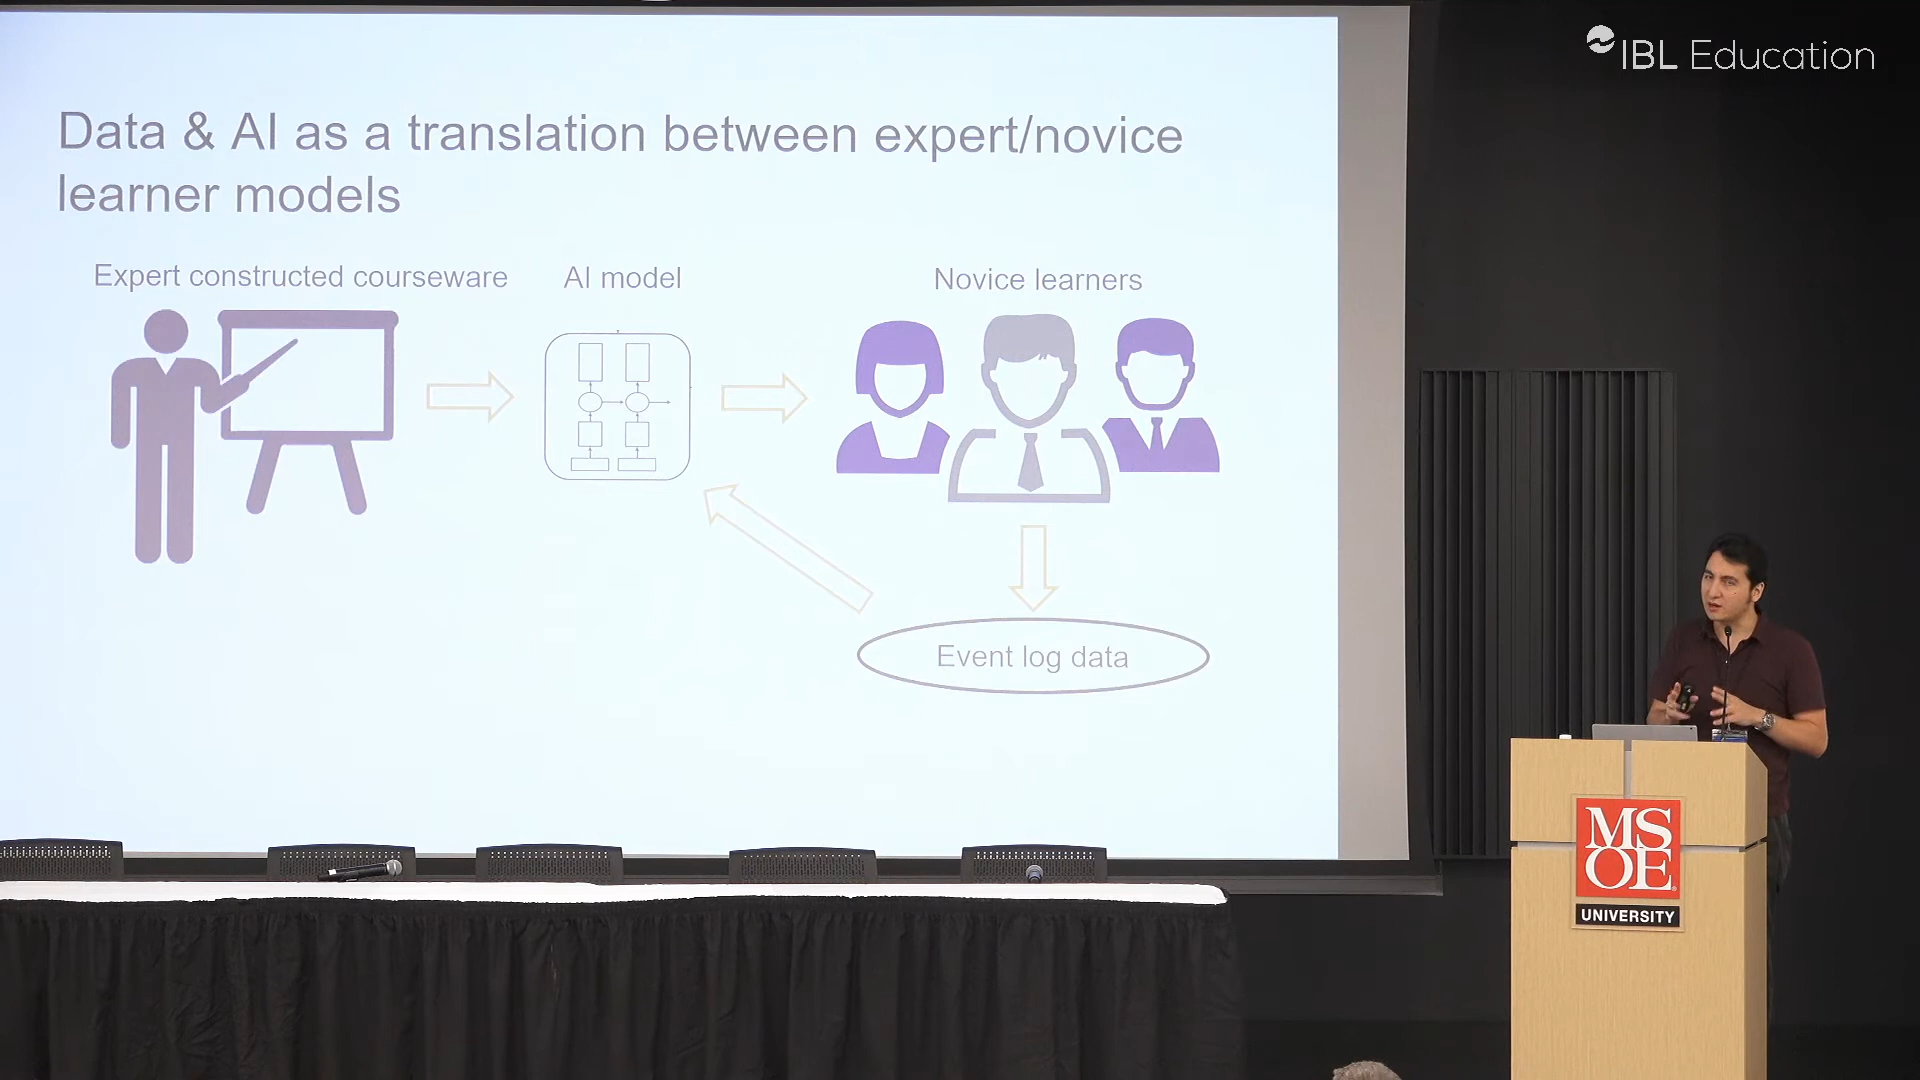 IBL Education
Data & AI as a translation between expert/novice
learner models
Expert constructed courseware
AI model
Novice learners
Event log data
MS
OE
UNIVERSITY